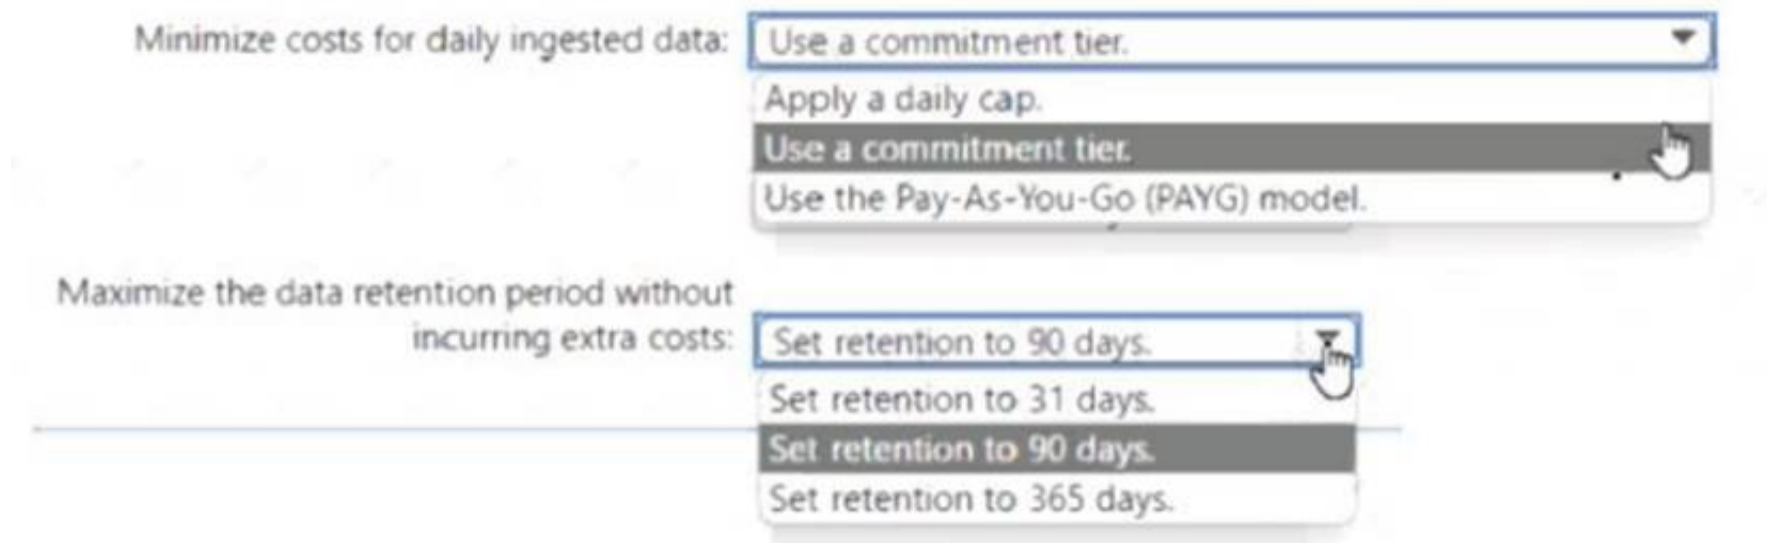 Minimize costs for daily ingested data: Use a commitment tier.
Apply a daily cap.
Use a commitment tier.
Use the Pay-As-You-Go (PAYG) model.
Maximize the data retention period without
incurring extra costs: Set retention to 90 days.
Set retention to 31 days.
Set retention to 90 days.
Set retention to 365 days.